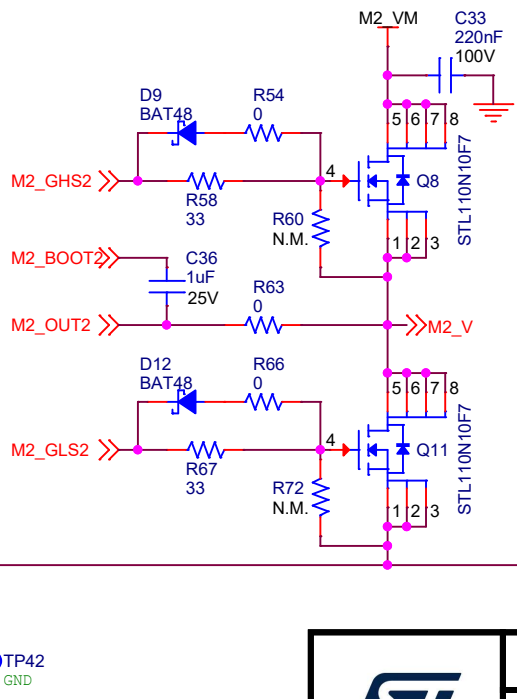 M2_VM
C33
220nF
100V
D9
BAT48
R54
0
5 6 7 8
M2_GHS2
R58
33
4
Q8
STL110N10F7
R60
N.M.
1 2 3
M2_BOOT2
C36
1uF
25V
R63
0
M2_OUT2
M2_V
D12
BAT48
R66
0
5 6 7 8
M2_GLS2
R67
33
4
Q11
STL110N10F7
R72
N.M.
1 2 3
TP42
GND